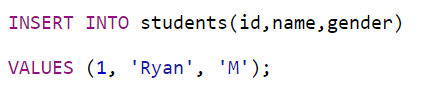 INSERT INTO students(id,name,gender)
VALUES (1, 'Ryan', 'M');